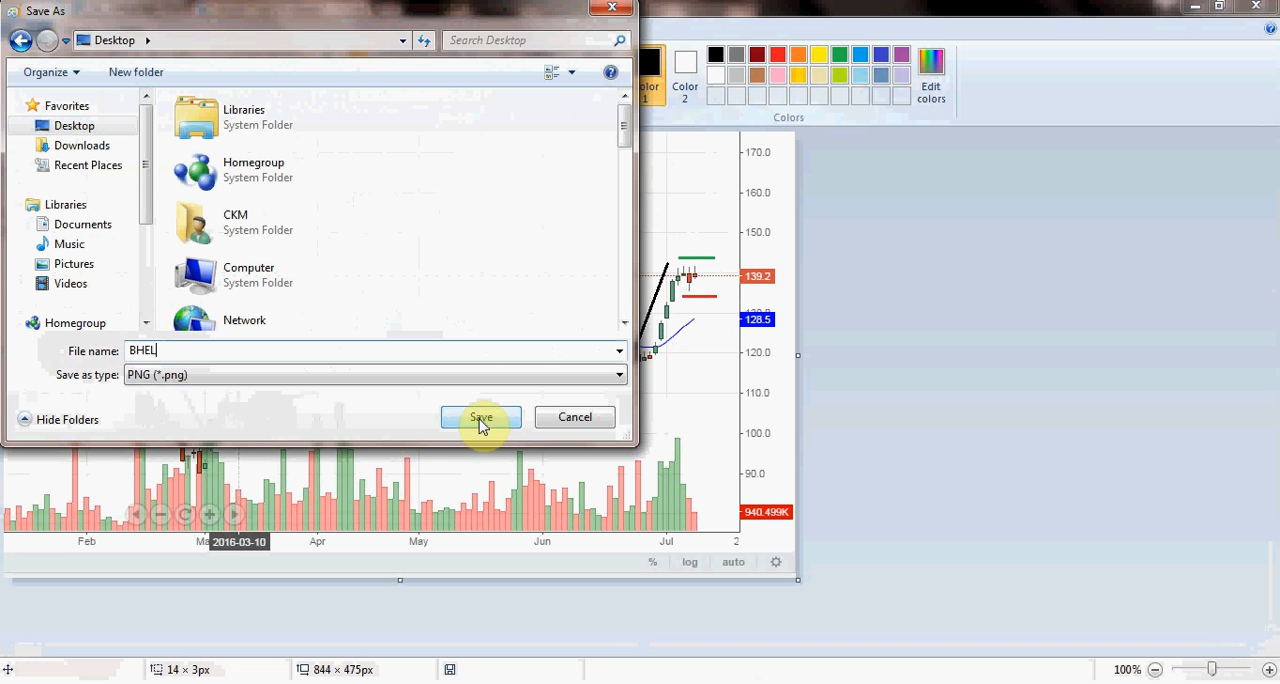 Save As
Desktop
Search Desktop
Organize
New folder
Favorites
Desktop
Downloads
Recent Places
Libraries
Documents
Music
Pictures
Videos
Homegroup
Libraries
System Folder
Homegroup
System Folder
CKM
System Folder
Computer
System Folder
Network
File name: BHEL
Save as type: PNG (*.png)
Hide Folders
Save
Cancel
Color
2
Edit
colors
Colors
170.0
160.0
150.0
139.2
128.5
120.0
110.0
100.0
90.0
940.499K
Feb
2016-03-10
Apr
May
Jun
Jul
2
%
log
auto
14 × 3px
844 × 475px
100%